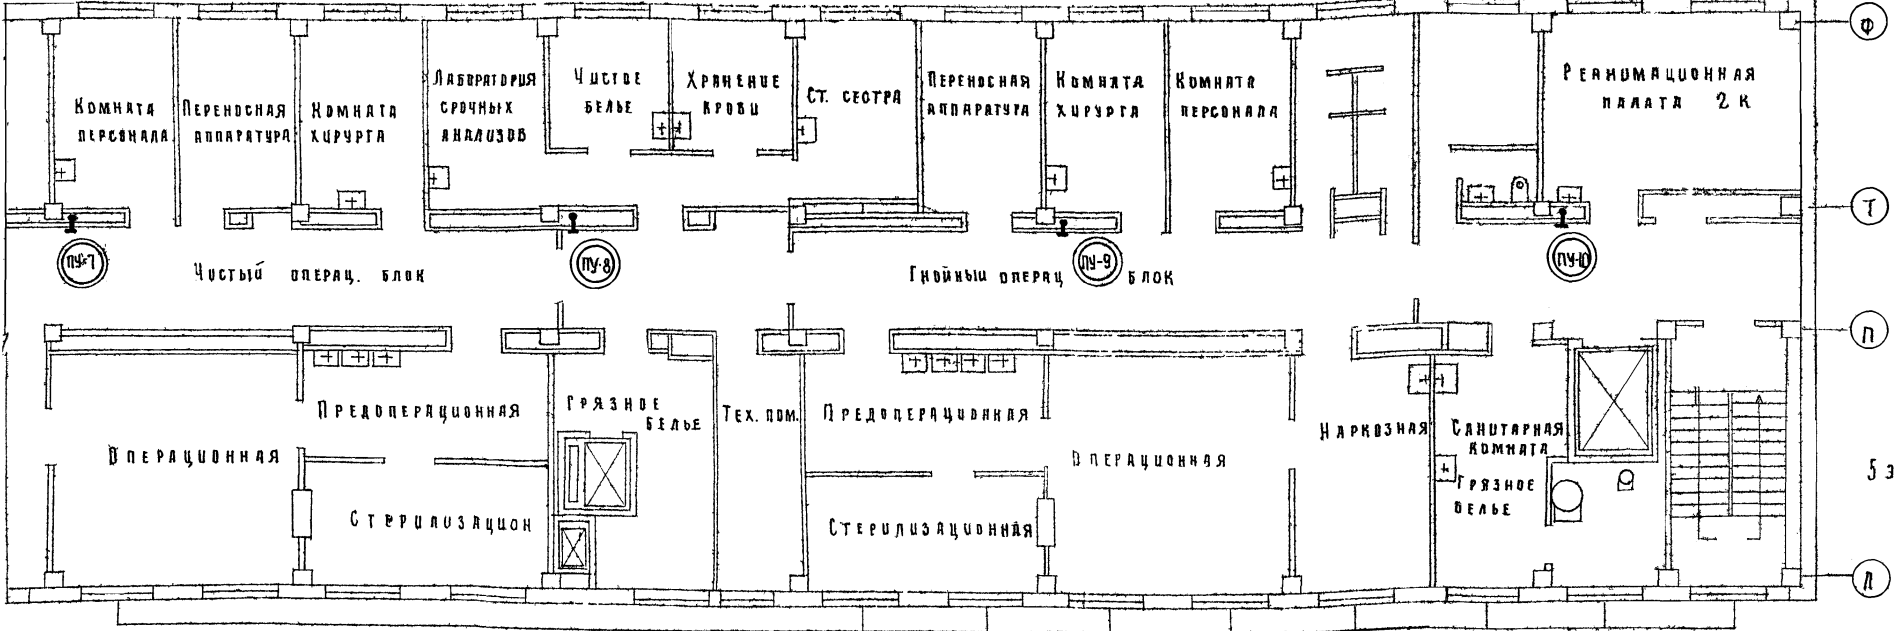 Ф
Комната
персонала
Переносная
аппаратура
Комната
хирурга
Лаборатория
срочных
анализов
Чистое
белье
Хранение
крови
Ст. сестра
Переносная
аппаратура
Комната
хирурга
Комната
персонала
Реанимационная
палата 2 к
Т
ПУ-7
Чистый операц. блок
ПУ-8
Гнойный операц блок
ПУ-9
ПУ-10
П
Операционная
Предоперационная
Стерилизацион
Грязное
белье
Тех. пом.
Предоперационная
Стерилизационная
Операционная
Наркозная
Санитарная
комната
Грязное
белье
5 э
Л